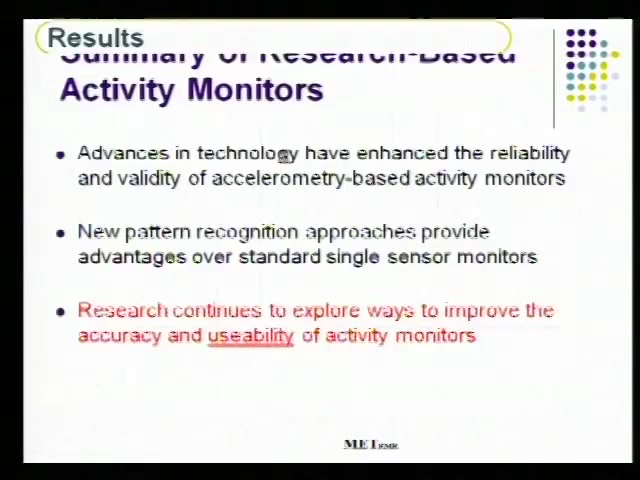 Results
Summary of Research-Based
Activity Monitors
• Advances in technology have enhanced the reliability
and validity of accelerometry-based activity monitors
• New pattern recognition approaches provide
advantages over standard single sensor monitors
• Research continues to explore ways to improve the
accuracy and useability of activity monitors